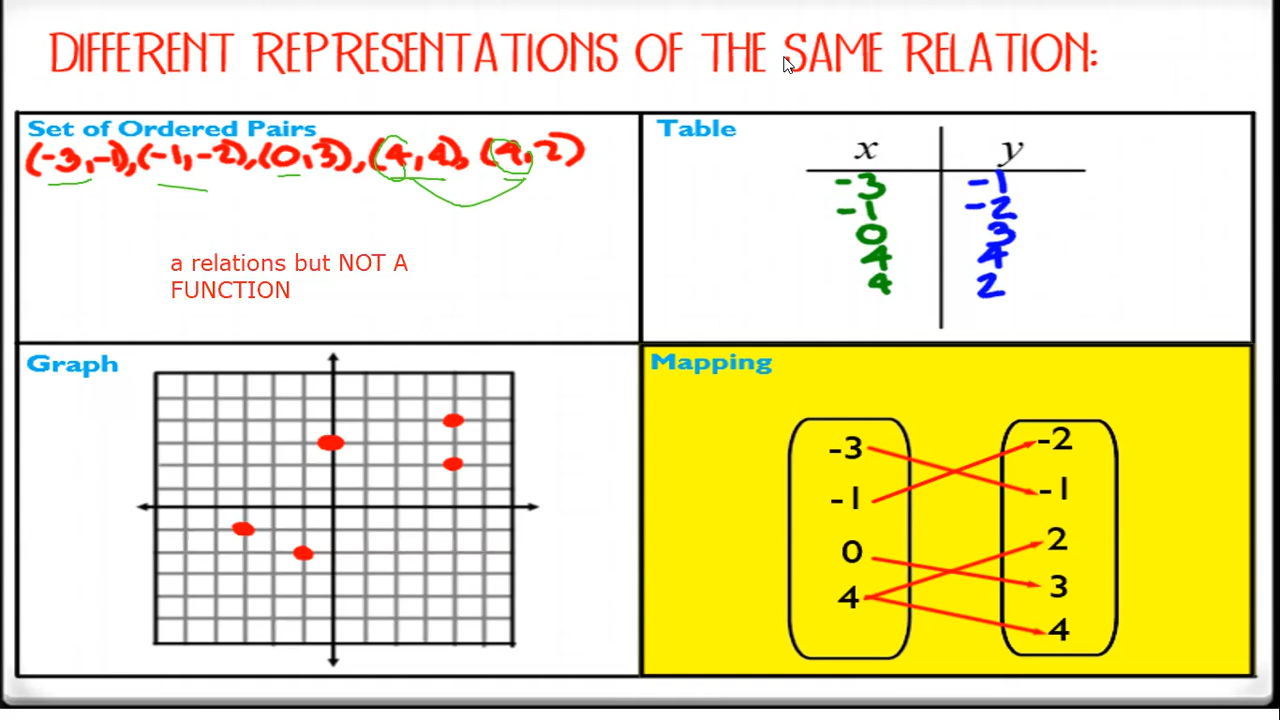 DIFFERENT REPRESENTATIONS OF THE SAME RELATION:
Set of Ordered Pairs
(-3,-1),(-1,-2),(0,3),(4,4),(4,2)
a relations but NOT A
FUNCTION
Table
x y
-3 -1
-1 -2
0 3
4 4
4 2
Graph
Mapping
-3 -2
-1 -1
0 2
4 3
4